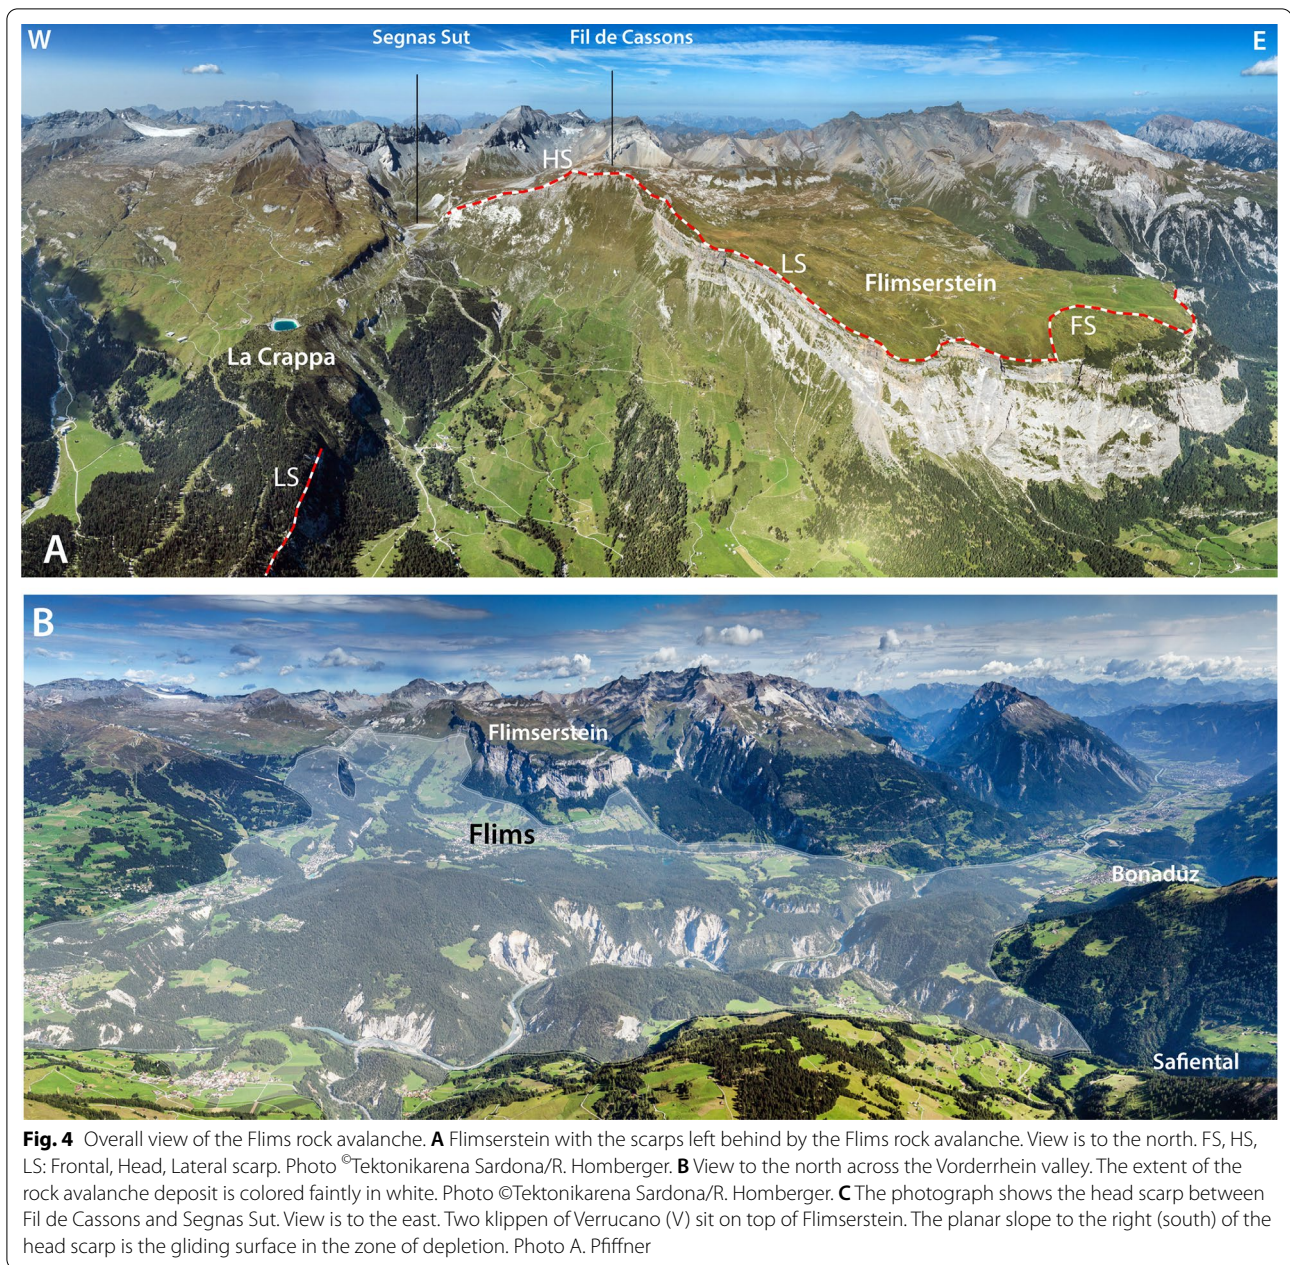 W
Segnas Sut
Fil de Cassons
E
HS
LS
Flimserstein
FS
La Crappa
LS
A
B
Flimserstein
Flims
Bonaduz
Safiental
Fig. 4 Overall view of the Flims rock avalanche. A Flimserstein with the scarps left behind by the Flims rock avalanche. View is to the north. FS, HS,
LS: Frontal, Head, Lateral scarp. Photo ©Tektonikarena Sardona/R. Homberger. B View to the north across the Vorderrhein valley. The extent of the
rock avalanche deposit is colored faintly in white. Photo ©Tektonikarena Sardona/R. Homberger. C The photograph shows the head scarp between
Fil de Cassons and Segnas Sut. View is to the east. Two klippen of Verrucano (V) sit on top of Flimserstein. The planar slope to the right (south) of the
head scarp is the gliding surface in the zone of depletion. Photo A. Pfiffner